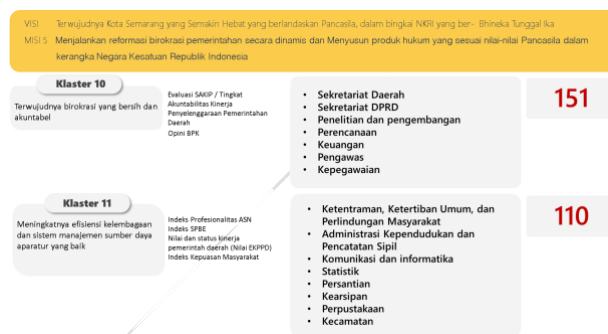 VISI Terwujudnya Kota Semarang yang Semakin Hebat yang berlandaskan Pancasila, dalam bingkai NKRI yang ber- Bhineka Tunggal Ika
MISI 5 Menjalankan reformasi birokrasi pemerintahan secara dinamis dan Menyusun produk hukum yang sesuai nilai-nilai Pancasila dalam
kerangka Negara Kesatuan Republik Indonesia
Klaster 10
Terwujudnya birokrasi yang bersih dan
akuntabel
Evaluasi SAKIP / Tingkat
Akuntabilitas Kinerja
Penyelenggaraan Pemerintahan
Daerah
Opini BPK
• Sekretariat Daerah
• Sekretariat DPRD
• Penelitian dan pengembangan
• Perencanaan
• Keuangan
• Pengawas
• Kepegawaian
151
Klaster 11
Meningkatnya efisiensi kelembagaan
dan sistem manajemen sumber daya
aparatur yang baik
Indeks Profesionalitas ASN
Indeks SPBE
Nilai dan status kinerja
pemerintah daerah (Nilai EKPPD)
Indeks Kepuasan Masyarakat
• Ketentraman, Ketertiban Umum, dan
Perlindungan Masyarakat
• Administrasi Kependudukan dan
Pencatatan Sipil
• Komunikasi dan informatika
• Statistik
• Persantian
• Kearsipan
• Perpustakaan
• Kecamatan
110